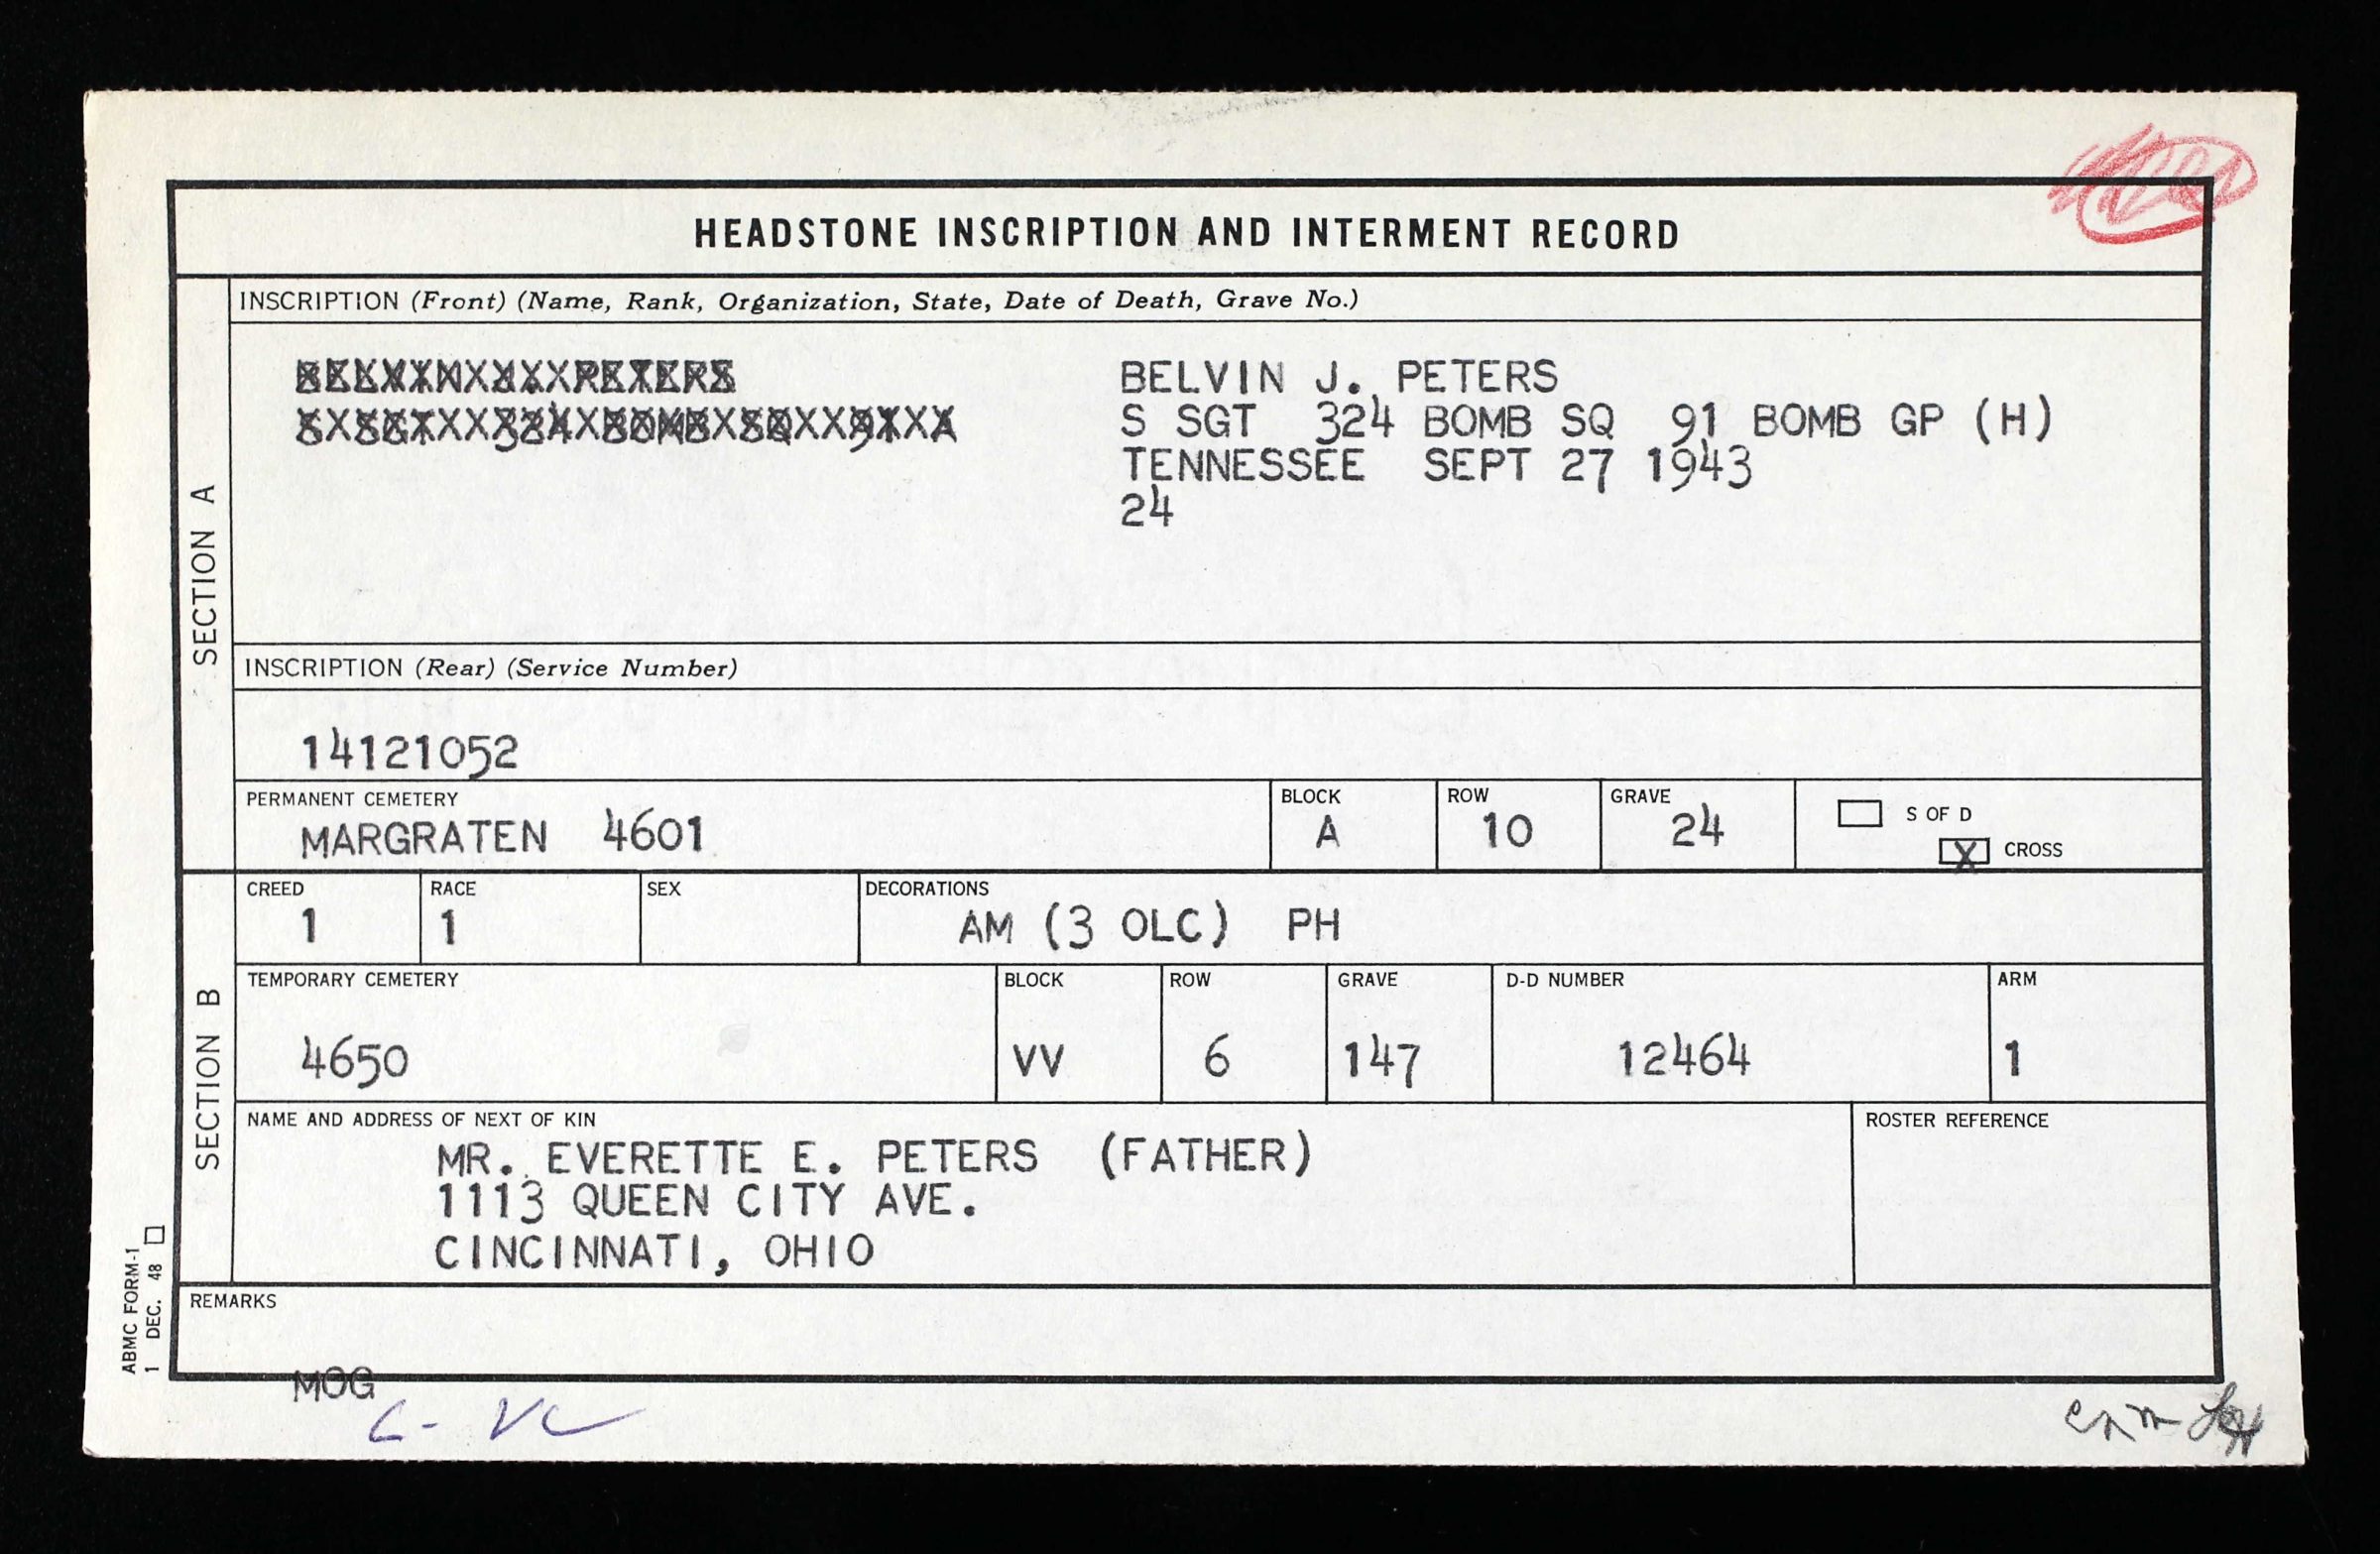 HEADSTONE INSCRIPTION AND INTERMENT RECORD
SECTION A
INSCRIPTION (Front) (Name, Rank, Organization, State, Date of Death, Grave No.)
BELVIN J. PETERS
S SGT 324 BOMB SQ 91 BOMB GP (H)
TENNESSEE SEPT 27 1943
24
INSCRIPTION (Rear) (Service Number)
14121052
PERMANENT CEMETERY
MARGRATEN 4601
BLOCK
A
ROW
10
GRAVE
24
S OF D
X CROSS
SECTION B
CREED
1
RACE
1
SEX
DECORATIONS
AM (3 OLC) PH
TEMPORARY CEMETERY
4650
BLOCK
VV
ROW
6
GRAVE
147
D-D NUMBER
12464
ARM
1
NAME AND ADDRESS OF NEXT OF KIN
MR. EVERETTE E. PETERS (FATHER)
1113 QUEEN CITY AVE.
CINCINNATI, OHIO
ROSTER REFERENCE
REMARKS
MOG
ABMC FORM-1
1 DEC. 48